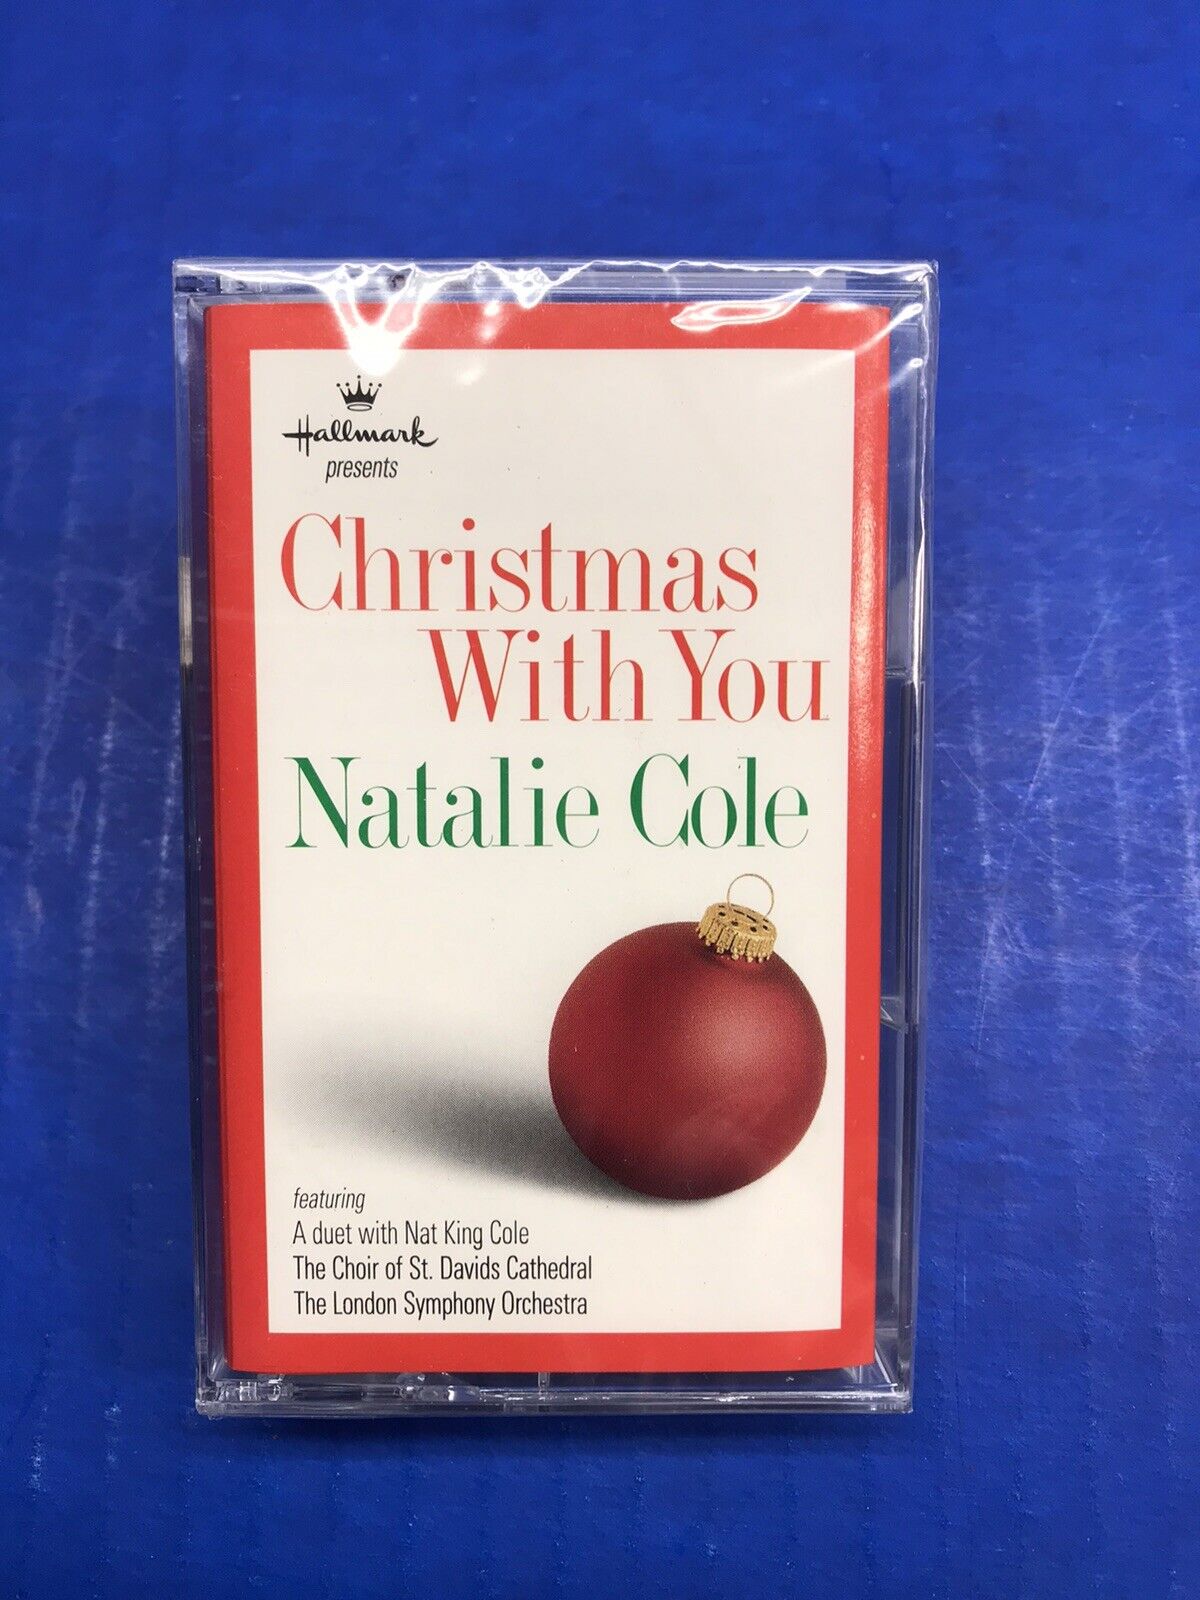 Hallmark
presents
Christmas
With You
Natalie Cole
featuring
A duet with Nat King Cole
The Choir of St. Davids Cathedral
The London Symphony Orchestra